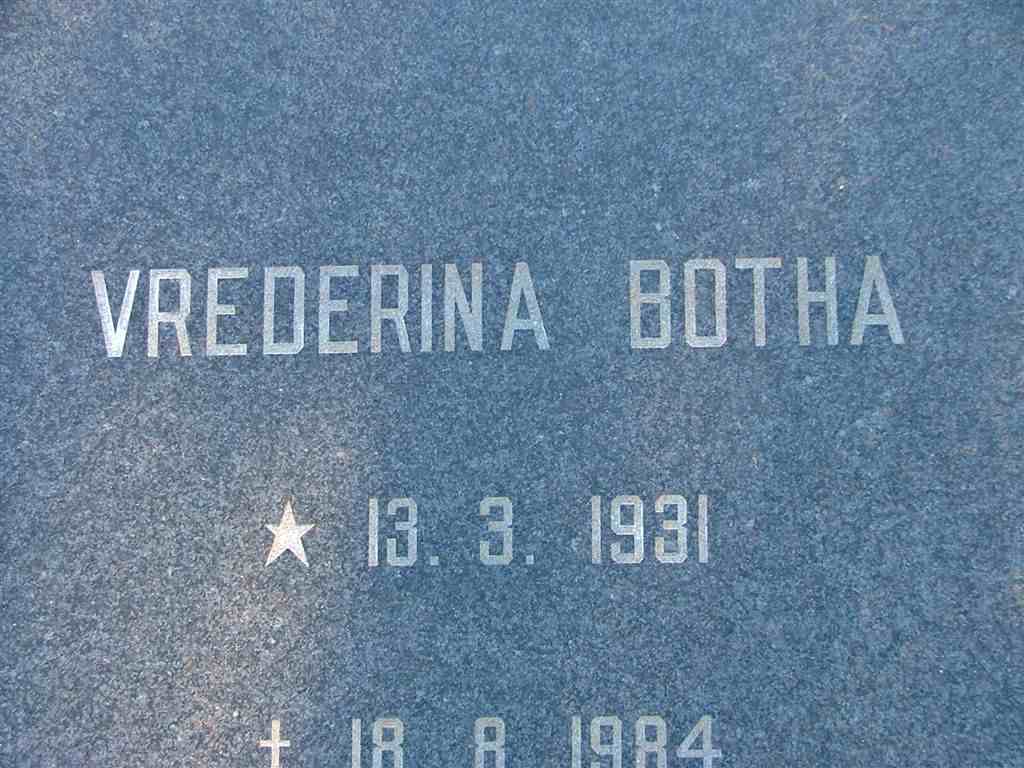 VREDERINA BOTHA
★ 13. 3. 1931
† 18 8 1984